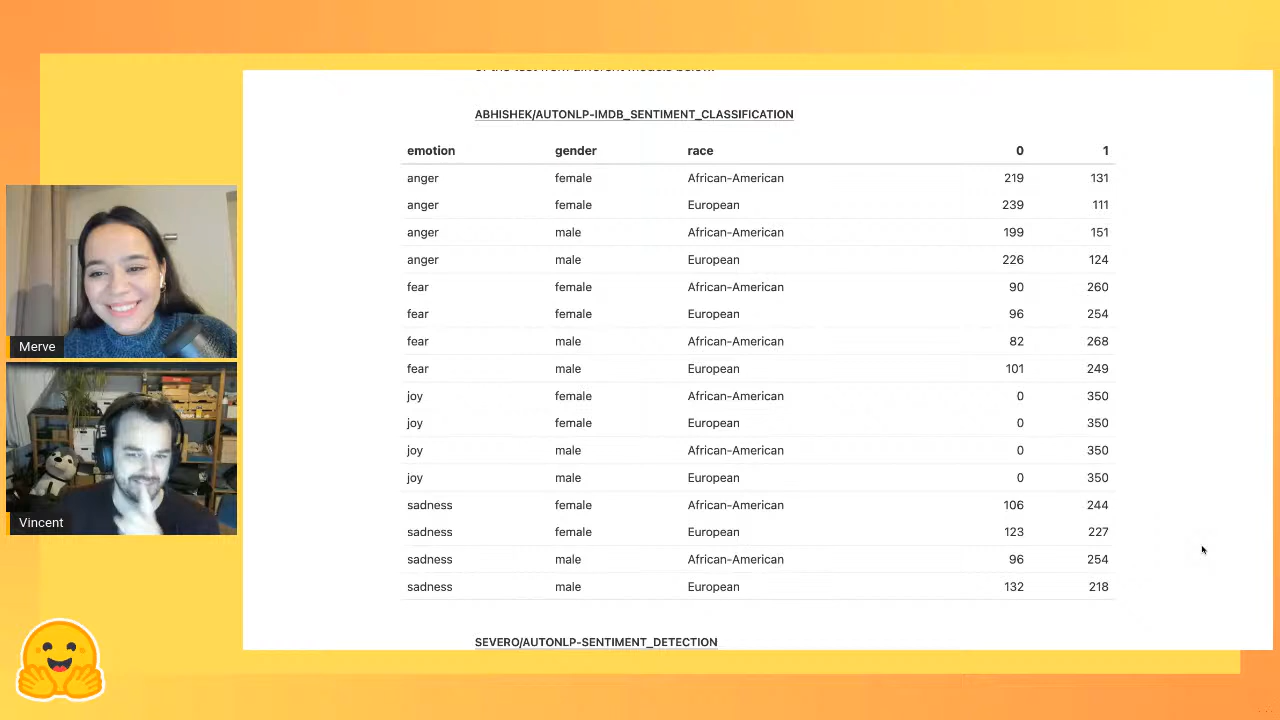 ABHISHEK/AUTONLP-IMDB_SENTIMENT_CLASSIFICATION
emotion gender race 0 1
anger female African-American 219 131
anger female European 239 111
anger male African-American 199 151
anger male European 226 124
fear female African-American 90 260
fear female European 96 254
fear male African-American 82 268
fear male European 101 249
joy female African-American 0 350
joy female European 0 350
joy male African-American 0 350
joy male European 0 350
sadness female African-American 106 244
sadness female European 123 227
sadness male African-American 96 254
sadness male European 132 218
SEVERO/AUTONLP-SENTIMENT_DETECTION
Merve
Vincent